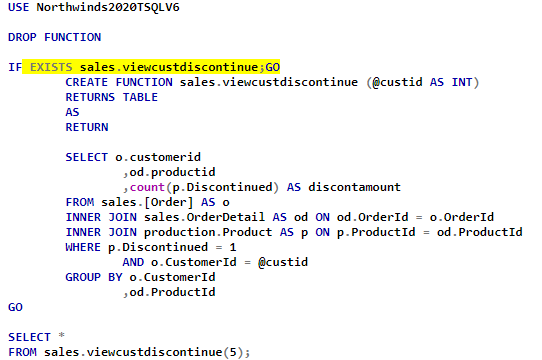 USE Northwinds2020TSQLV6
DROP FUNCTION
IF EXISTS sales.viewcustdiscontinue;GO
CREATE FUNCTION sales.viewcustdiscontinue (@custid AS INT)
RETURNS TABLE
AS
RETURN
SELECT o.customerid
,od.productid
,count(p.Discontinued) AS discontamount
FROM sales.[Order] AS o
INNER JOIN sales.OrderDetail AS od ON od.OrderId = o.OrderId
INNER JOIN production.Product AS p ON p.ProductId = od.ProductId
WHERE p.Discontinued = 1
AND o.CustomerId = @custid
GROUP BY o.CustomerId
,od.ProductId
GO
SELECT *
FROM sales.viewcustdiscontinue(5);